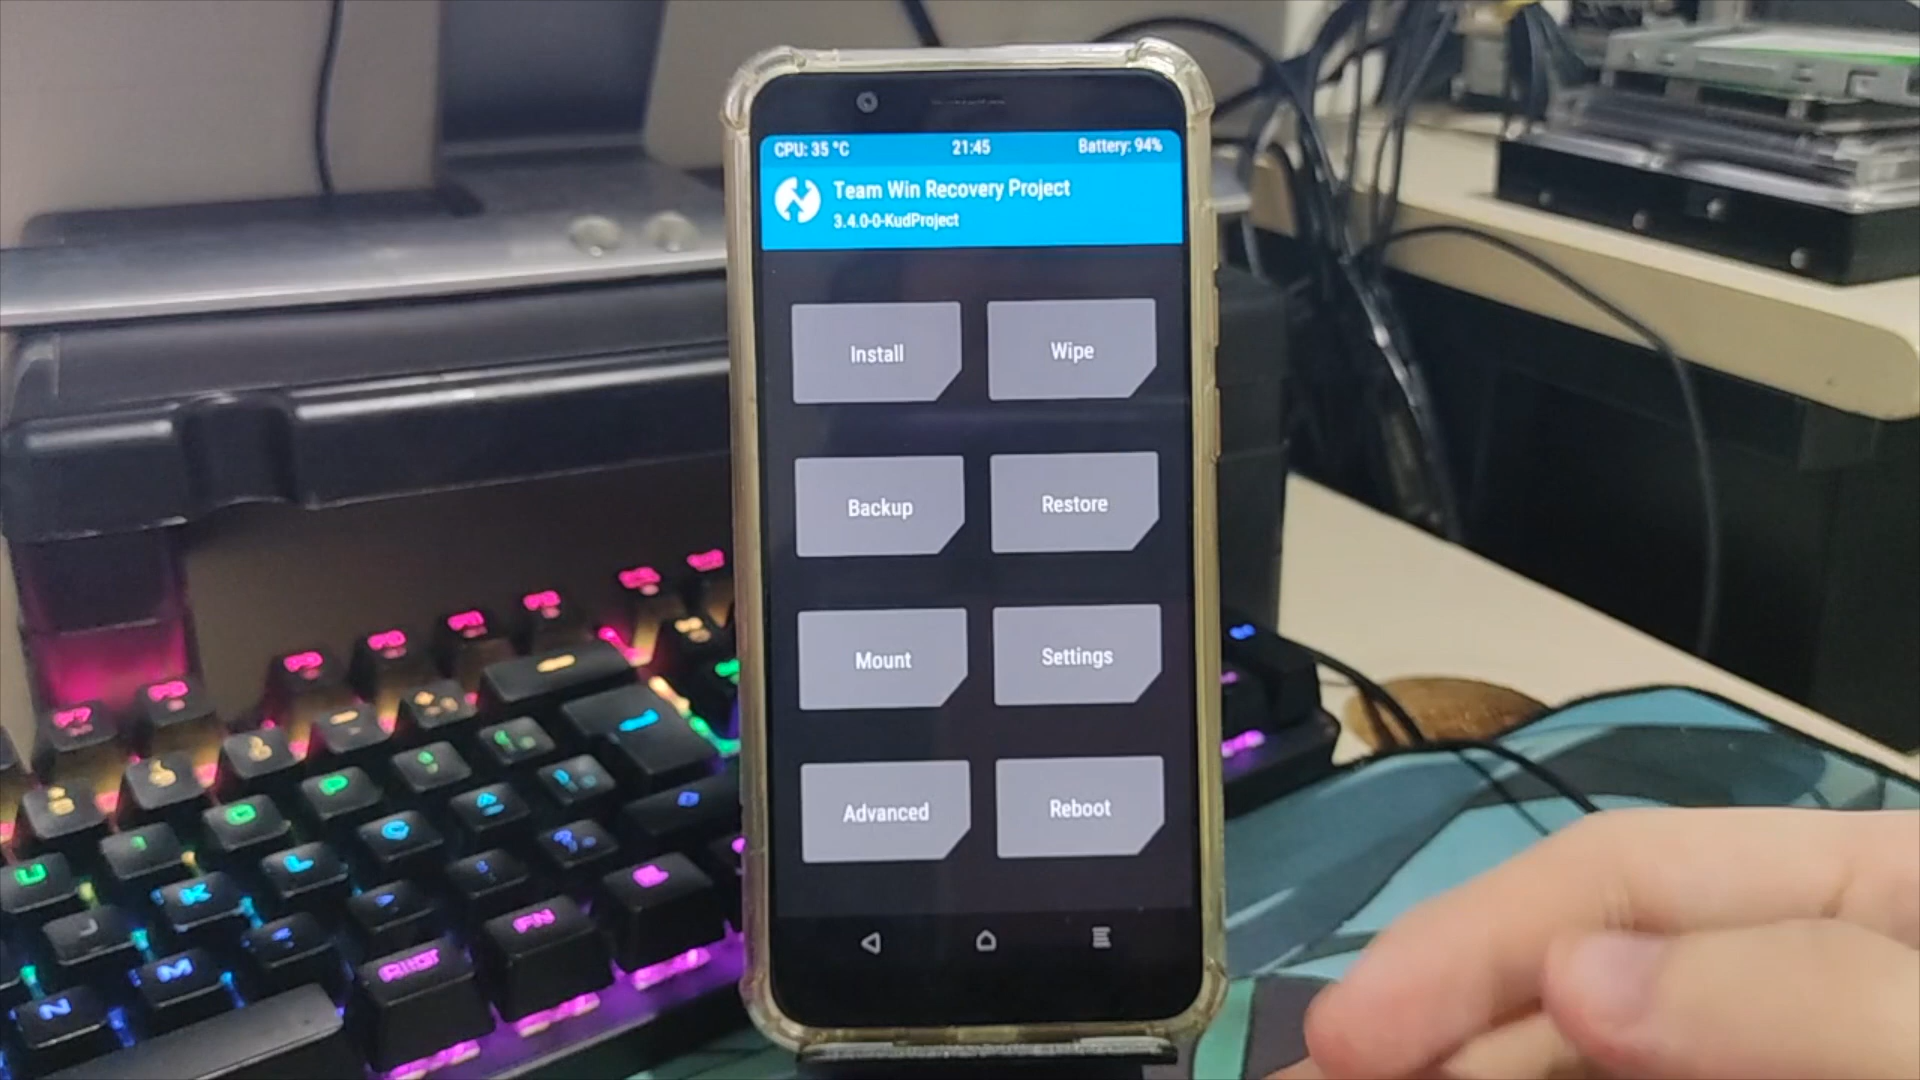 CPU: 35 °C 21:45 Battery: 94%
Team Win Recovery Project
3.4.0-0-KudProject
Install Wipe
Backup Restore
Mount Settings
Advanced Reboot
P
L
U
K
M
N
FN